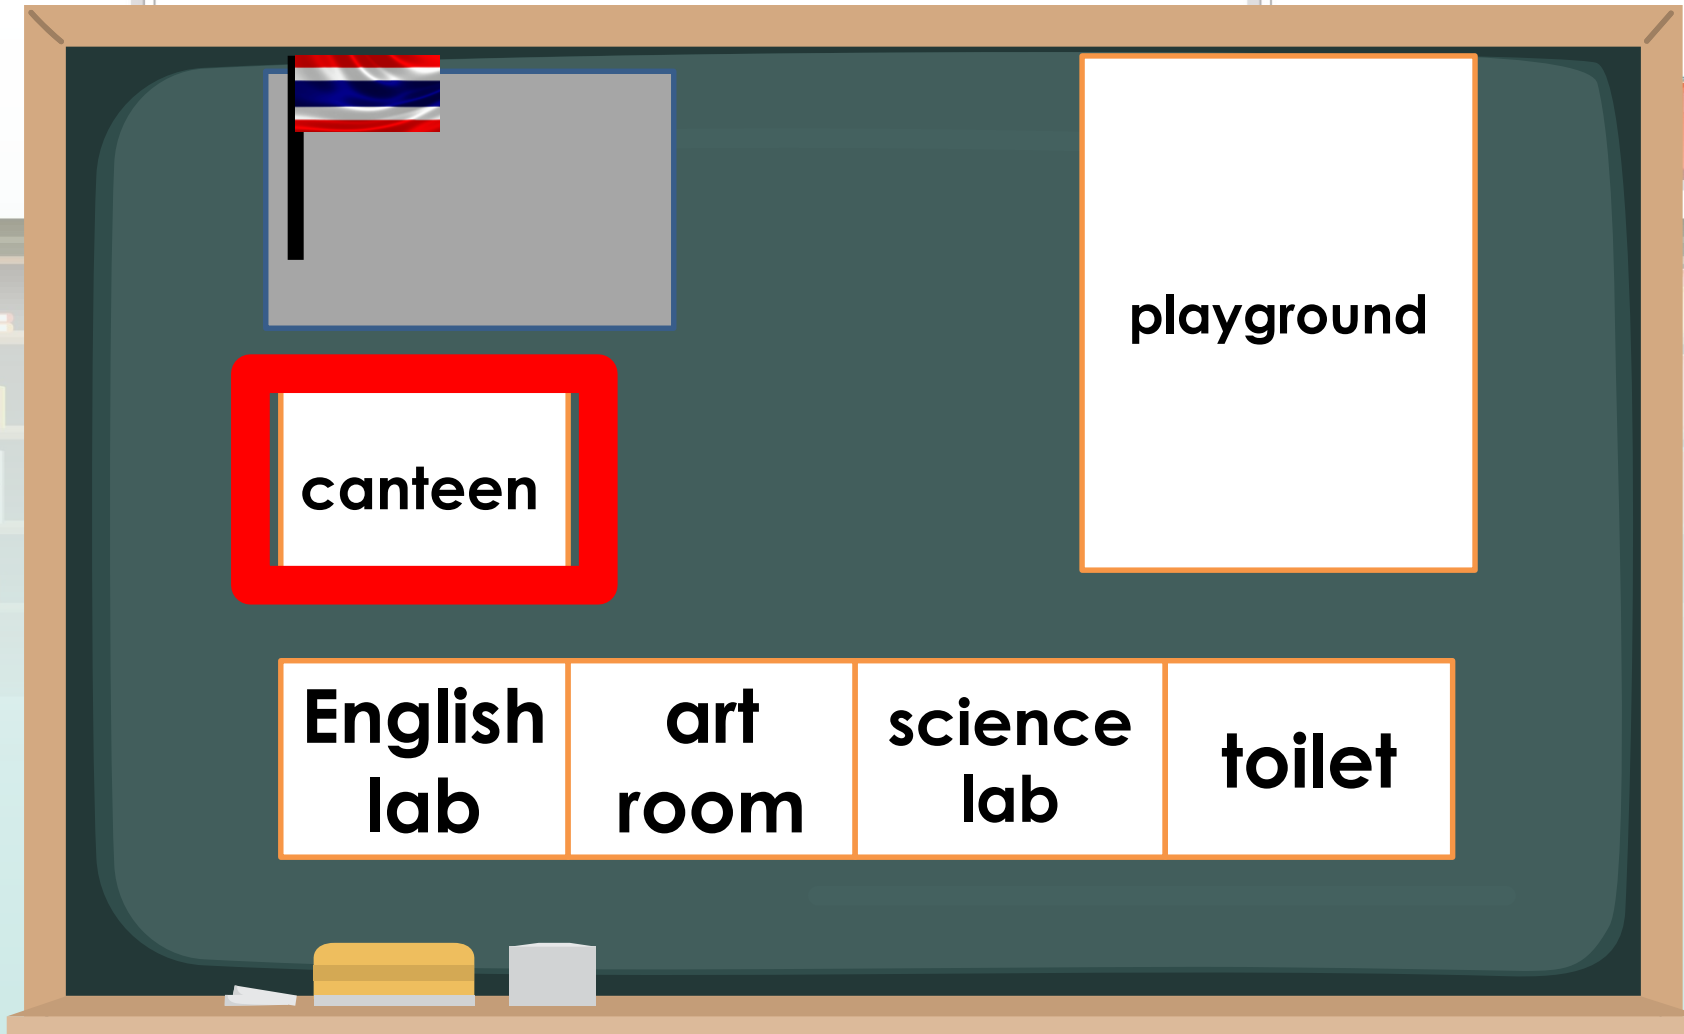 playground
canteen
English
lab
art
room
science
lab
toilet